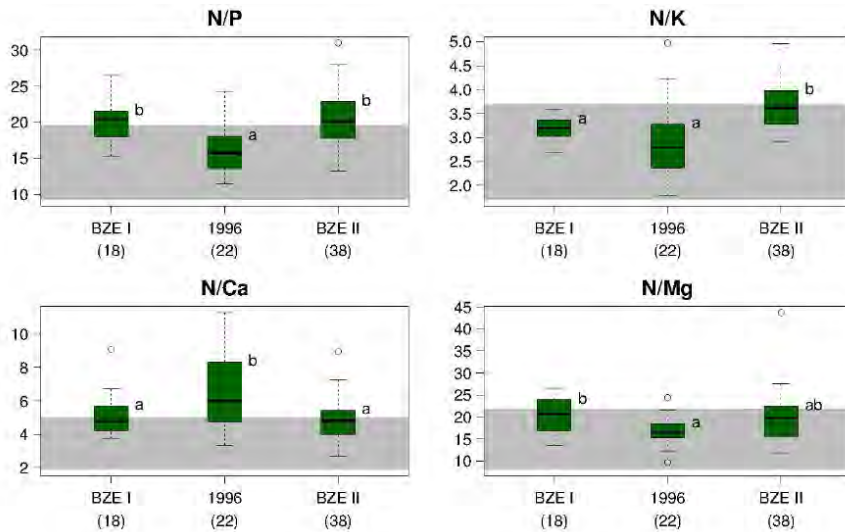 N/P
30
25
20
15
10
b
a
b
BZE I
1996
BZE II
(18)
(22)
(38)
N/K
5.0
4.5
4.0
3.5
3.0
2.5
2.0
a
a
b
BZE I
1996
BZE II
(18)
(22)
(38)
N/Ca
10
8
6
4
2
a
b
a
BZE I
1996
BZE II
(18)
(22)
(38)
N/Mg
45
40
35
30
25
20
15
10
b
a
ab
BZE I
1996
BZE II
(18)
(22)
(38)